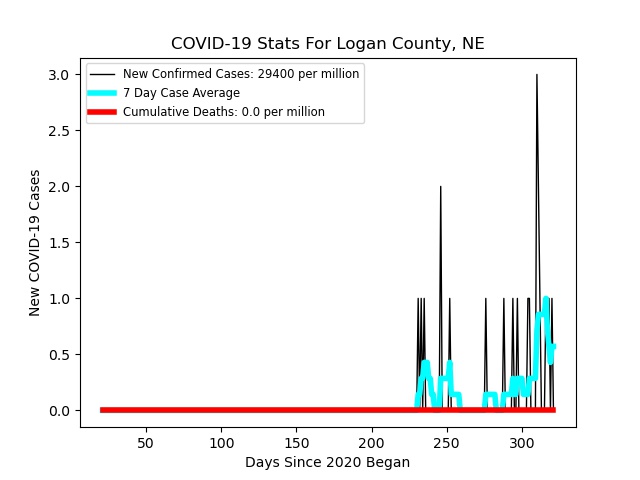 COVID-19 Stats For Logan County, NE
New Confirmed Cases: 29400 per million
7 Day Case Average
Cumulative Deaths: 0.0 per million
New COVID-19 Cases
3.0
2.5
2.0
1.5
1.0
0.5
0.0
50 100 150 200 250 300
Days Since 2020 Began